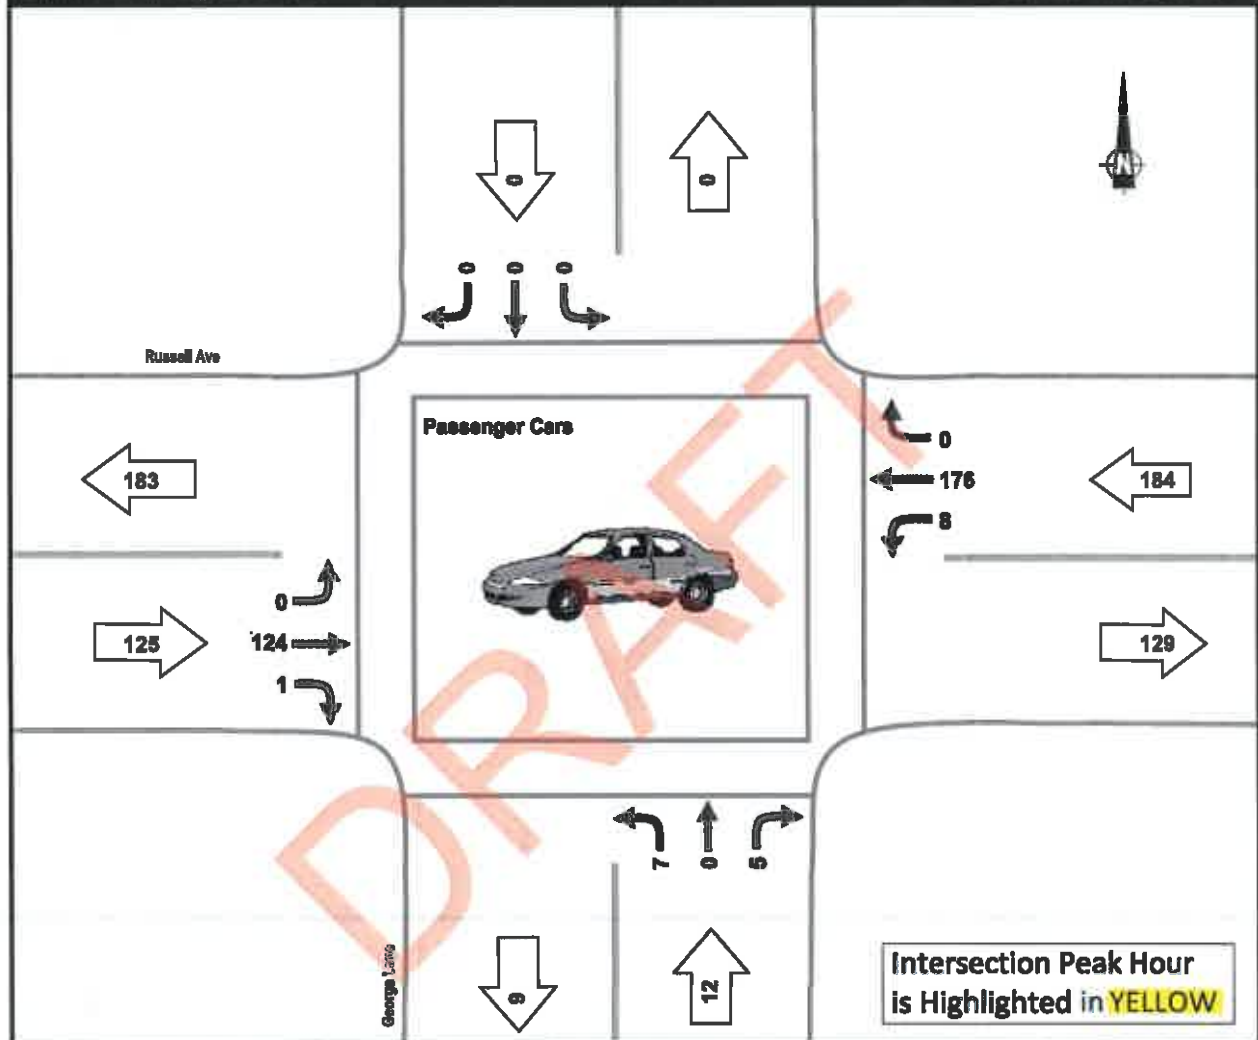 0
0
N
0 0 0
Russell Ave
Passenger Cars
0
183
176
184
8
0
125
124
129
1
DRAFT
7 0 5
George Lane
9
12
Intersection Peak Hour
is Highlighted in YELLOW